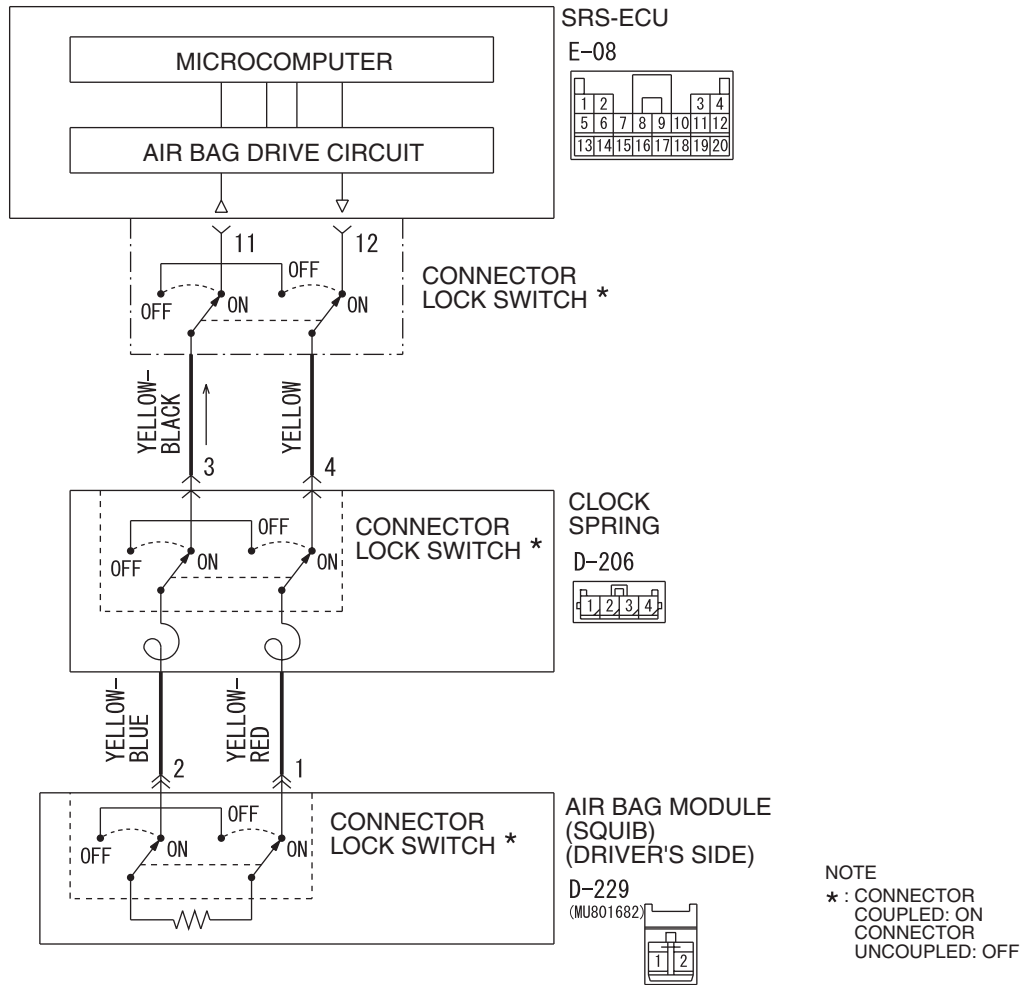 SRS-ECU
E-08
MICROCOMPUTER
1 2 3 4
5 6 7 8 9 10 11 12
13 14 15 16 17 18 19 20
AIR BAG DRIVE CIRCUIT
11
12
OFF
OFF
ON
ON
CONNECTOR
LOCK SWITCH *
YELLOW-
BLACK
YELLOW
3
4
CLOCK
SPRING
D-206
1 2 3 4
OFF
OFF
ON
ON
CONNECTOR
LOCK SWITCH *
YELLOW-
BLUE
YELLOW-
RED
2
1
OFF
OFF
ON
ON
CONNECTOR
LOCK SWITCH *
AIR BAG MODULE
(SQUIB)
(DRIVER'S SIDE)
D-229
(MU801682)
1 2
NOTE
* : CONNECTOR
COUPLED: ON
CONNECTOR
UNCOUPLED: OFF